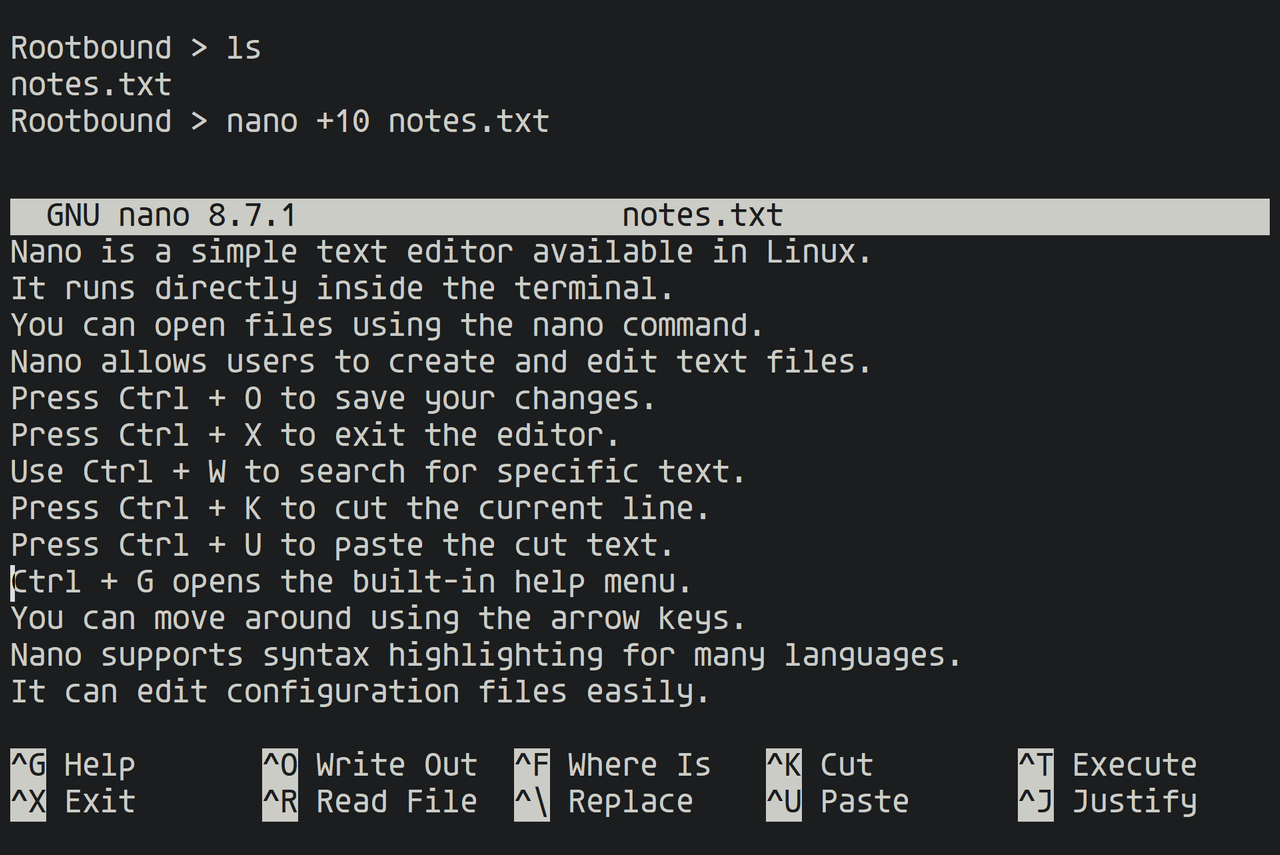 Rootbound > ls
notes.txt
Rootbound > nano +10 notes.txt
GNU nano 8.7.1 notes.txt
Nano is a simple text editor available in Linux.
It runs directly inside the terminal.
You can open files using the nano command.
Nano allows users to create and edit text files.
Press Ctrl + O to save your changes.
Press Ctrl + X to exit the editor.
Use Ctrl + W to search for specific text.
Press Ctrl + K to cut the current line.
Press Ctrl + U to paste the cut text.
Ctrl + G opens the built-in help menu.
You can move around using the arrow keys.
Nano supports syntax highlighting for many languages.
It can edit configuration files easily.
^G Help ^O Write Out ^F Where Is ^K Cut ^T Execute
^X Exit ^R Read File ^\ Replace ^U Paste ^J Justify